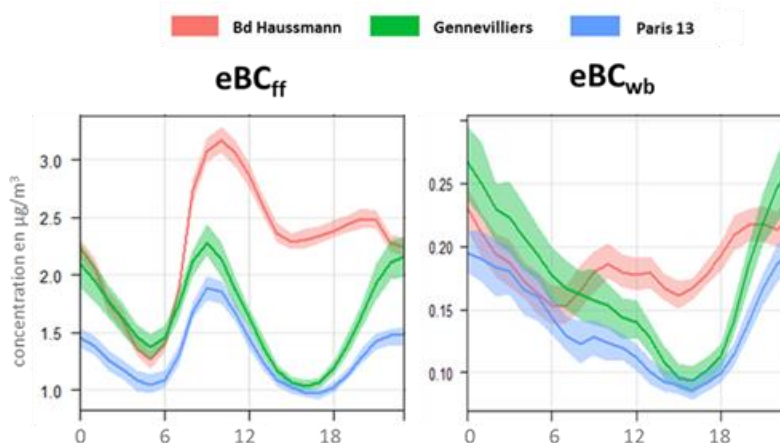 Bd Haussmann Gennevilliers Paris 13
eBCff eBCwb
concentration en µg/m³
3.0
2.5
2.0
1.5
1.0
0 6 12 18
0.25
0.20
0.15
0.10
0 6 12 18